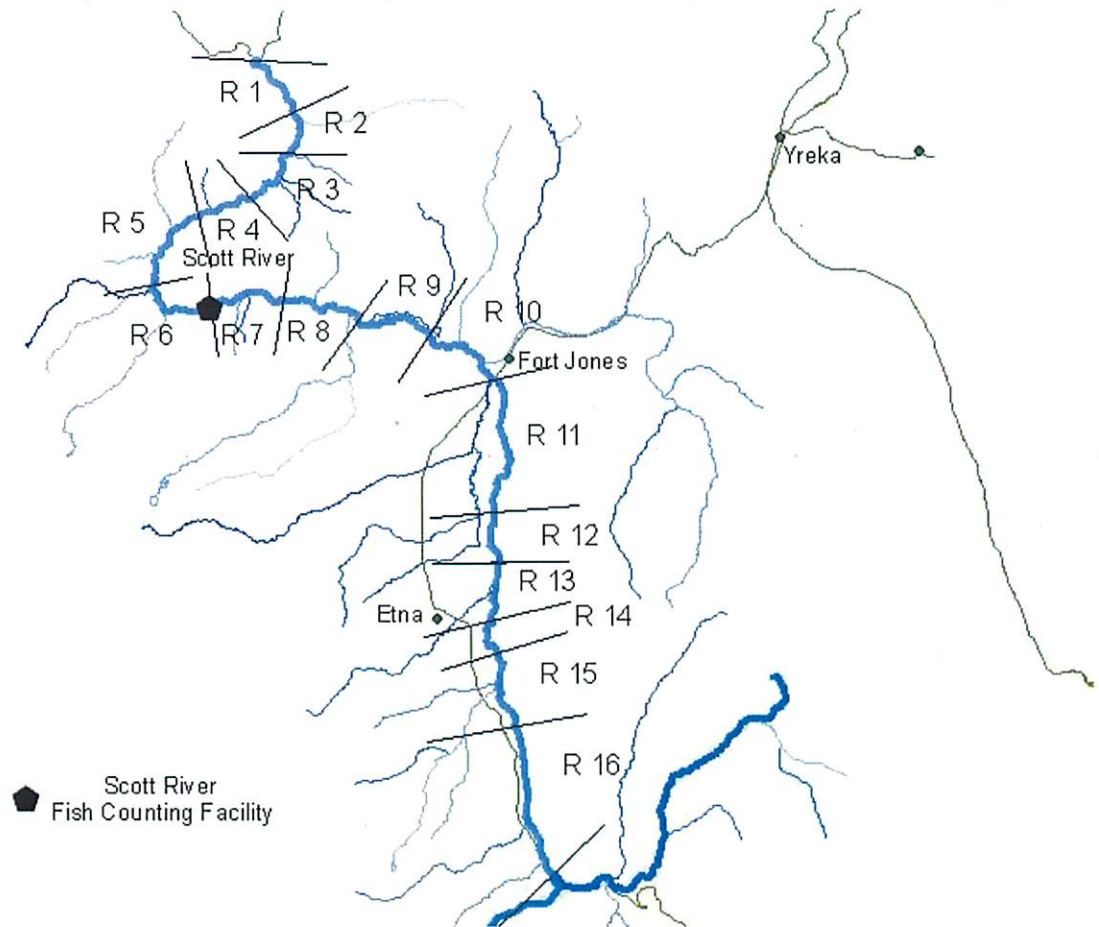 R 1
R 2
R 3
R 4
R 5
Scott River
R 6
R 7
R 8
R 9
R 10
Yreka
Fort Jones
R 11
R 12
R 13
Etna
R 14
R 15
R 16
Scott River
Fish Counting Facility